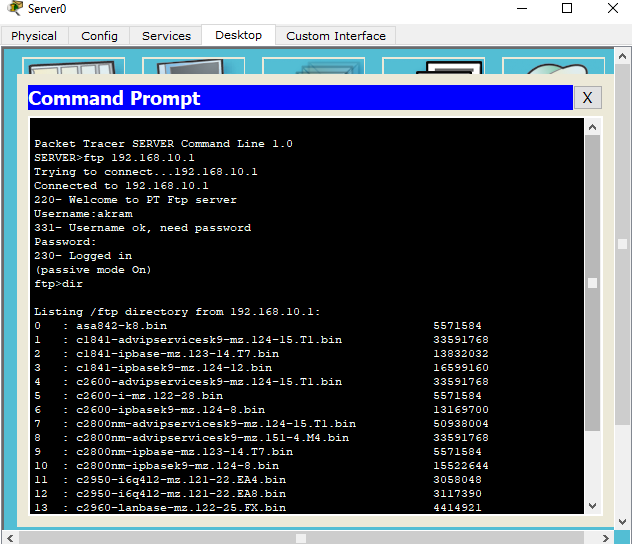 Server0
Physical Config Services Desktop Custom Interface
Command Prompt X
Packet Tracer SERVER Command Line 1.0
SERVER>ftp 192.168.10.1
Trying to connect...192.168.10.1
Connected to 192.168.10.1
220- Welcome to PT Ftp server
Username:akram
331- Username ok, need password
Password:
230- Logged in
(passive mode On)
ftp>dir
Listing /ftp directory from 192.168.10.1:
0 : asa842-k8.bin 5571584
1 : c1841-advipservicesk9-mz.124-15.T1.bin 33591768
2 : c1841-ipbase-mz.123-14.T7.bin 13832032
3 : c1841-ipbasek9-mz.124-12.bin 16599160
4 : c2600-advipservicesk9-mz.124-15.T1.bin 33591768
5 : c2600-i-mz.122-28.bin 5571584
6 : c2600-ipbasek9-mz.124-8.bin 13169700
7 : c2800nm-advipservicesk9-mz.124-15.T1.bin 50938004
8 : c2800nm-advipservicesk9-mz.151-4.M4.bin 33591768
9 : c2800nm-ipbase-mz.123-14.T7.bin 5571584
10 : c2800nm-ipbasek9-mz.124-8.bin 15522644
11 : c2950-i6q4l2-mz.121-22.EA4.bin 3058048
12 : c2950-i6q4l2-mz.121-22.EA8.bin 3117390
13 : c2960-lanbase-mz.122-25.FX.bin 4414921